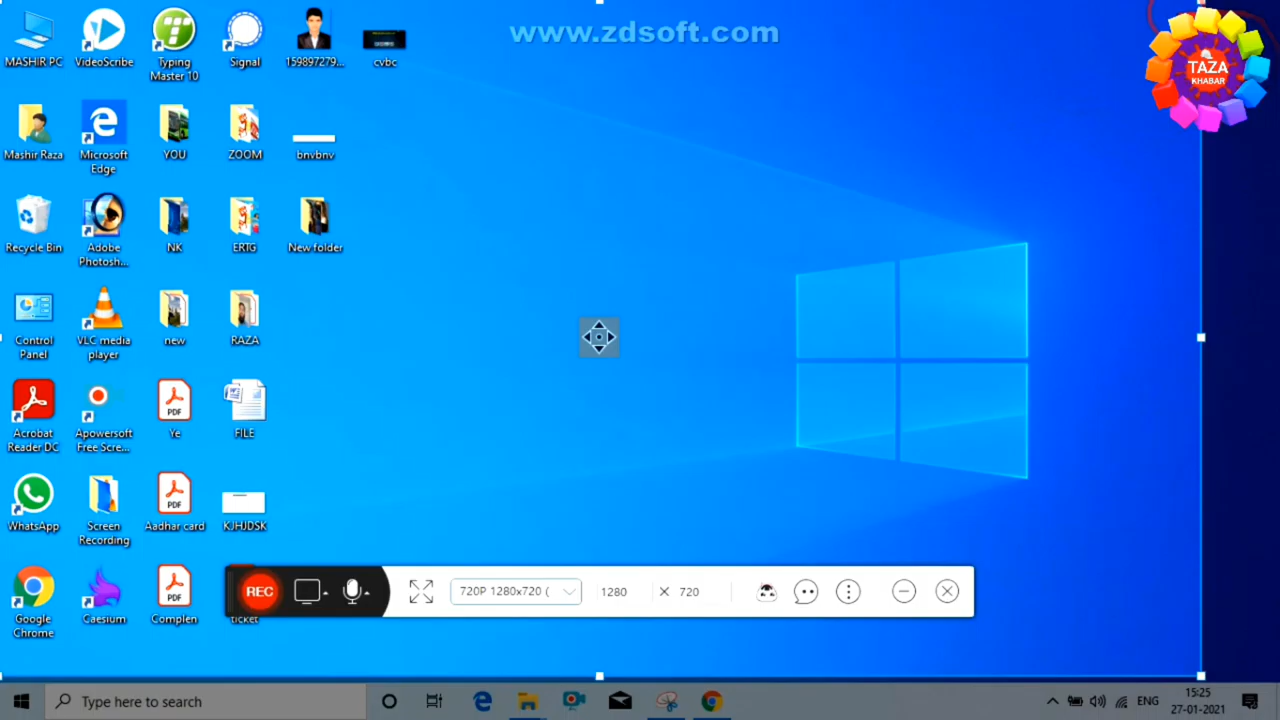 www.zdsoft.com
TAZA
KHABAR
MASHIR PC
VideoScribe
Typing
Master 10
Signal
159897279...
cvbc
Mashir Raza
Microsoft
Edge
YOU
ZOOM
bnvbnv
Recycle Bin
Adobe
Photosh...
NK
ERTG
New folder
Control
Panel
VLC media
player
new
RAZA
Acrobat
Reader DC
Apowersoft
Free Scre...
PDF
Ye
FILE
WhatsApp
Screen
Recording
PDF
Aadhar card
KJHJDSK
Google
Chrome
Caesium
PDF
Complen
ticket
REC
720P 1280x720 (
1280
× 720
Type here to search
ENG
15:25
27-01-2021